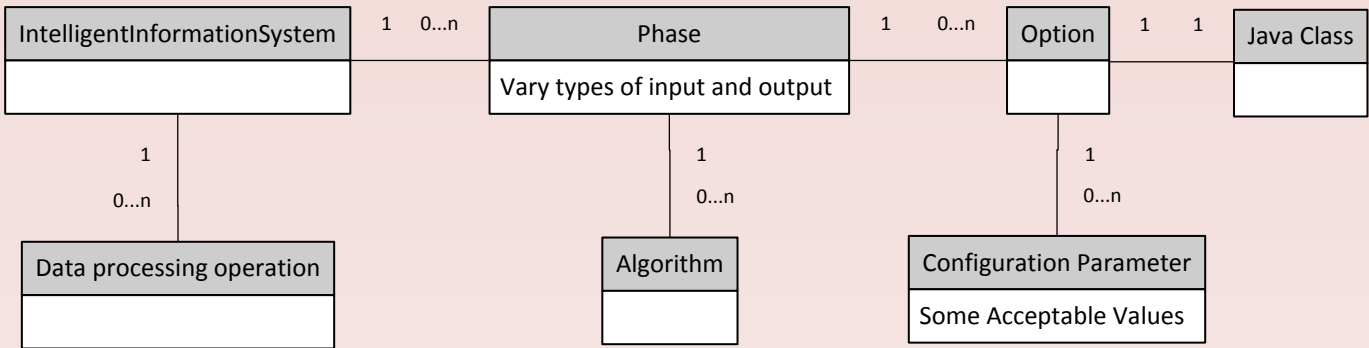 IntelligentInformationSystem
1 0...n
Phase
Vary types of input and output
1 0...n
Option
1 1
Java Class
1
0...n
1
0...n
1
0...n
Data processing operation
Algorithm
Configuration Parameter
Some Acceptable Values